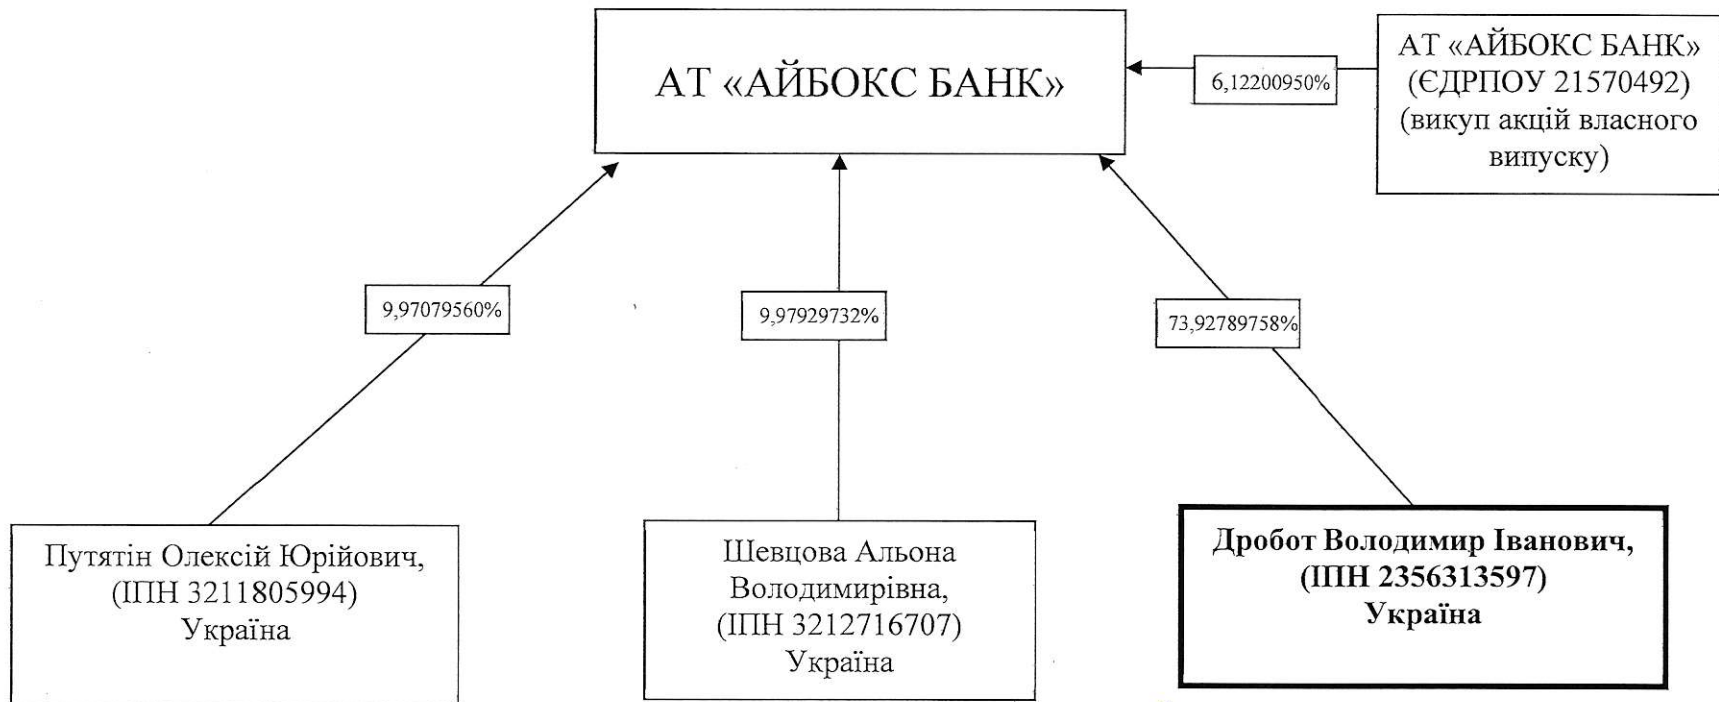 АТ «АЙБОКС БАНК»
6,12200950%
АТ «АЙБОКС БАНК»
(ЄДРПОУ 21570492)
(викуп акцій власного
випуску)
9,97079560%
9,97929732%
73,92789758%
Путятін Олексій Юрійович,
(ІПН 3211805994)
Україна
Шевцова Альона
Володимирівна,
(ІПН 3212716707)
Україна
Дробот Володимир Іванович,
(ІПН 2356313597)
Україна